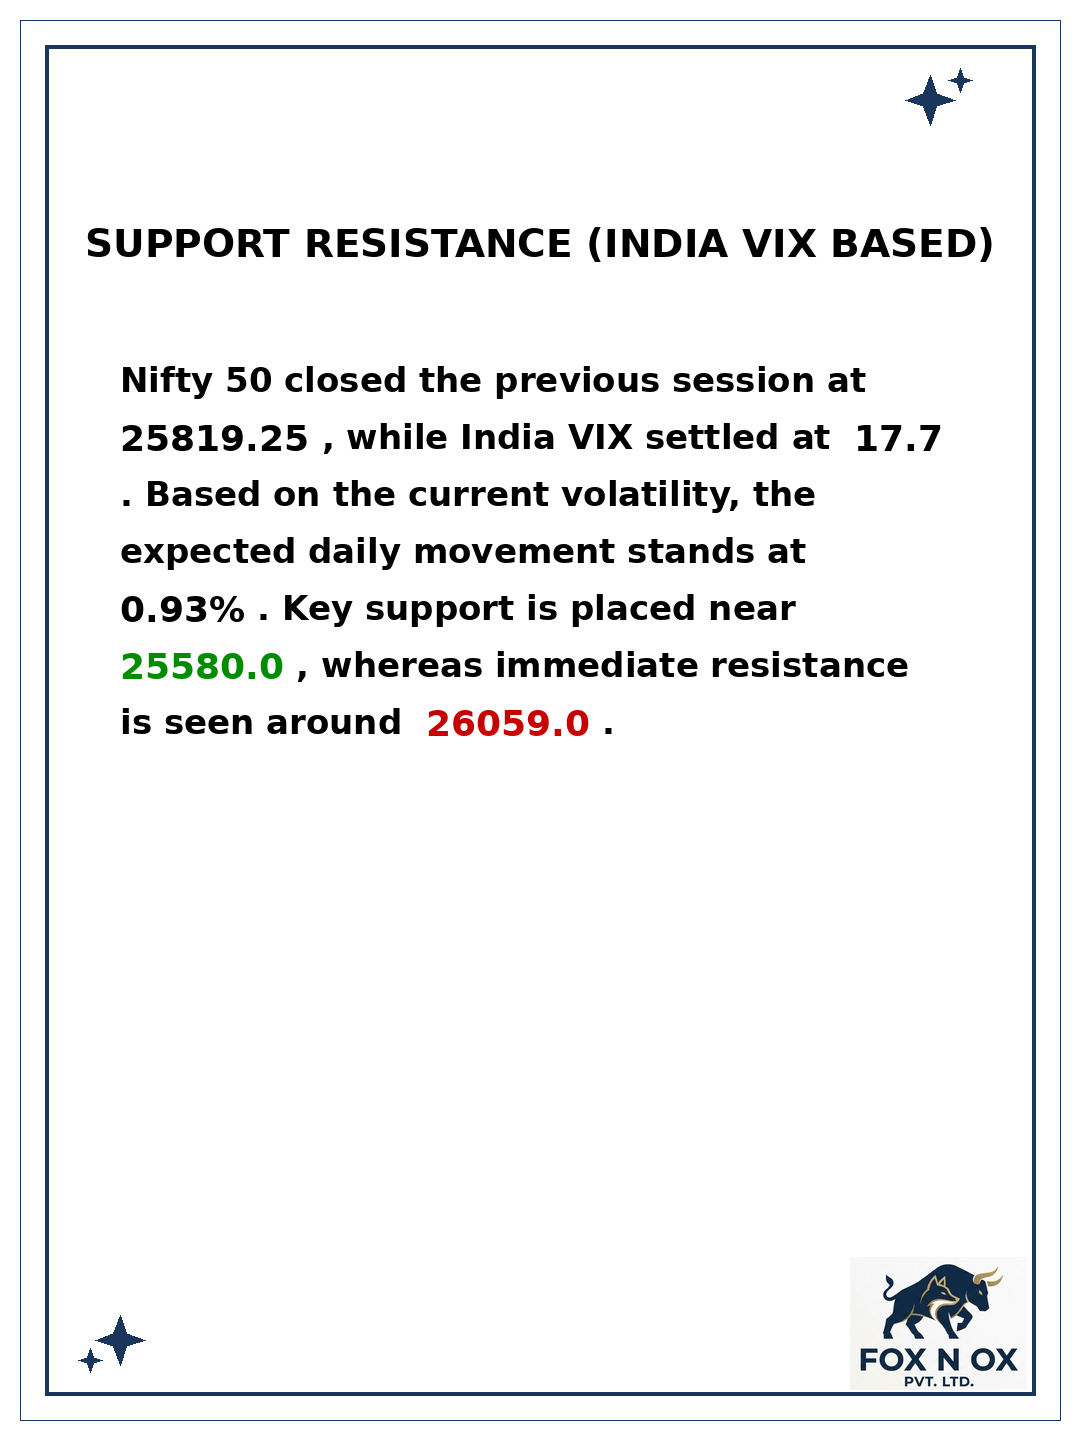 SUPPORT RESISTANCE (INDIA VIX BASED)
Nifty 50 closed the previous session at
25819.25 , while India VIX settled at 17.7
. Based on the current volatility, the
expected daily movement stands at
0.93% . Key support is placed near
25580.0 , whereas immediate resistance
is seen around 26059.0 .
FOX N OX
PVT. LTD.